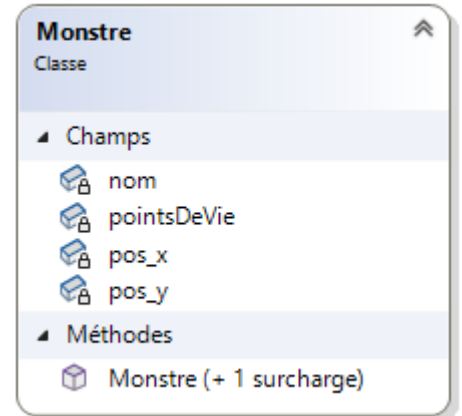 Monstre
Classe
Champs
nom
pointsDeVie
pos_x
pos_y
Méthodes
Monstre (+ 1 surcharge)